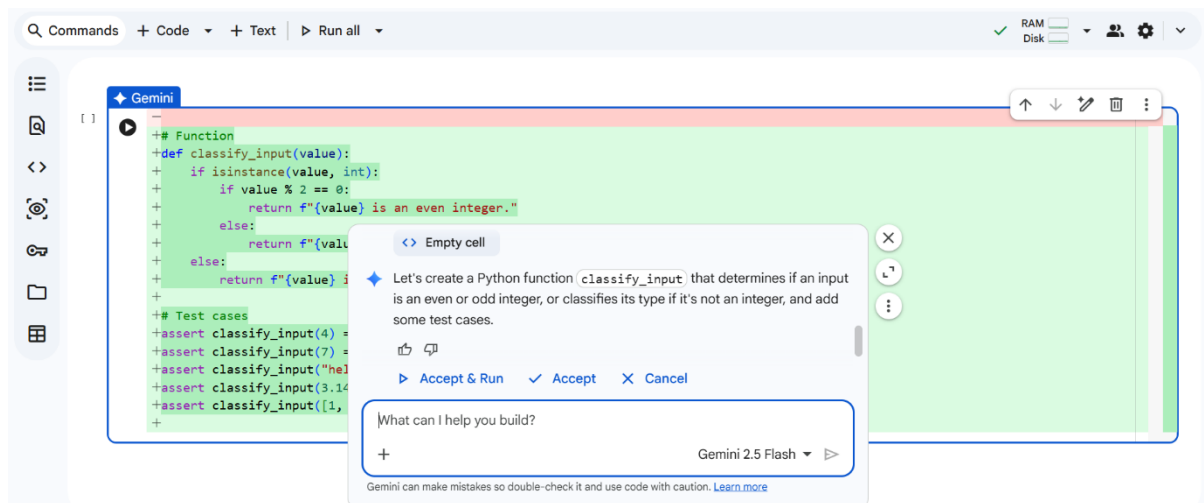 Commands + Code + Text Run all
RAM
Disk
Gemini
[ ]
-
+# Function
+def classify_input(value):
+    if isinstance(value, int):
+        if value % 2 == 0:
+            return f"{value} is an even integer."
+        else:
+            return f"{valu
+    else:
+        return f"{value} i
+
+# Test cases
+assert classify_input(4) =
+assert classify_input(7) =
+assert classify_input("hel
+assert classify_input(3.14
+assert classify_input([1,
+
<> Empty cell
Let's create a Python function classify_input that determines if an input
is an even or odd integer, or classifies its type if it's not an integer, and add
some test cases.
Accept & Run Accept Cancel
What can I help you build?
+ Gemini 2.5 Flash
Gemini can make mistakes so double-check it and use code with caution. Learn more